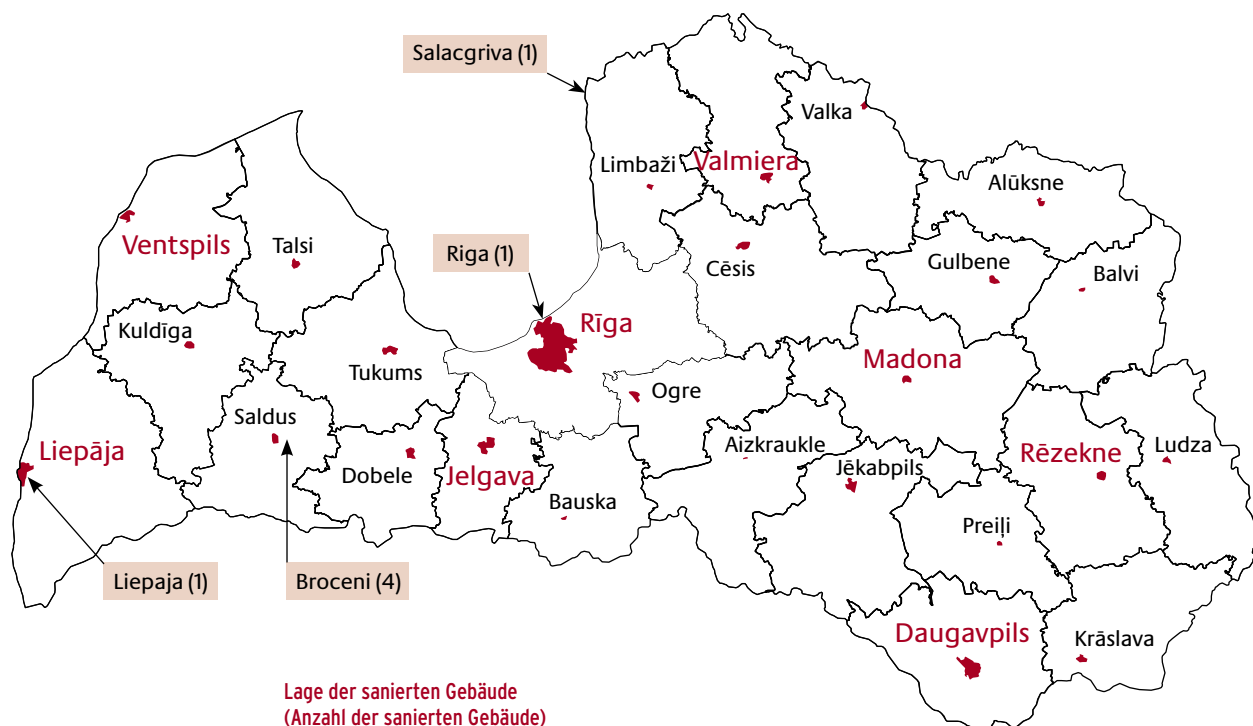 Salacgriva (1)
Valka
Limbaži
Valmiera
Alūksne
Ventspils
Talsi
Riga (1)
Cēsis
Gulbene
Balvi
Kuldīga
Rīga
Tukums
Madona
Ogre
Saldus
Liepāja
Aizkraukle
Rēzekne
Ludza
Dobele
Jelgava
Jēkabpils
Bauska
Preiļi
Liepaja (1)
Broceni (4)
Daugavpils
Krāslava
Lage der sanierten Gebäude
(Anzahl der sanierten Gebäude)